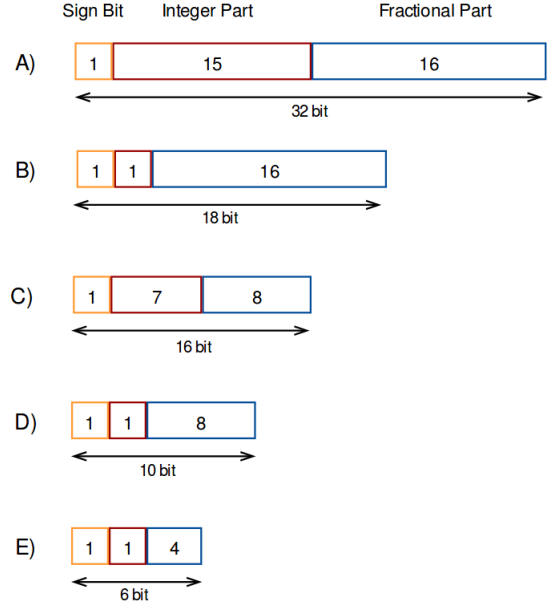 Sign Bit Integer Part Fractional Part
A) 1 15 16
32 bit
B) 1 1 16
18 bit
C) 1 7 8
16 bit
D) 1 1 8
10 bit
E) 1 1 4
6 bit